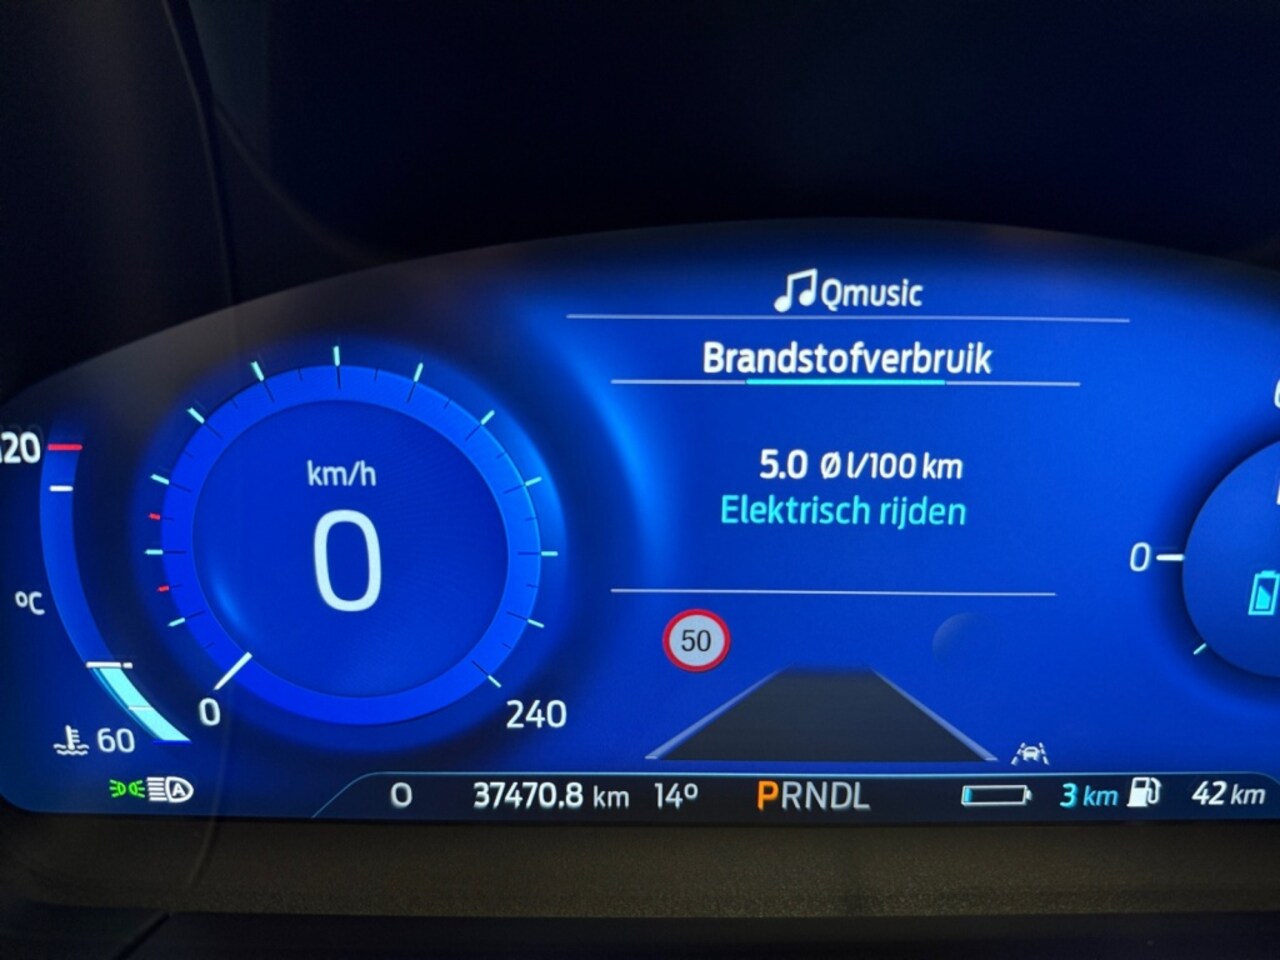 Qmusic
Brandstofverbruik
5.0 Ø l/100 km
Elektrisch rijden
km/h
0
0
240
120
°C
60
50
0
0
37470.8 km
14°
PRNDL
3 km
42 km